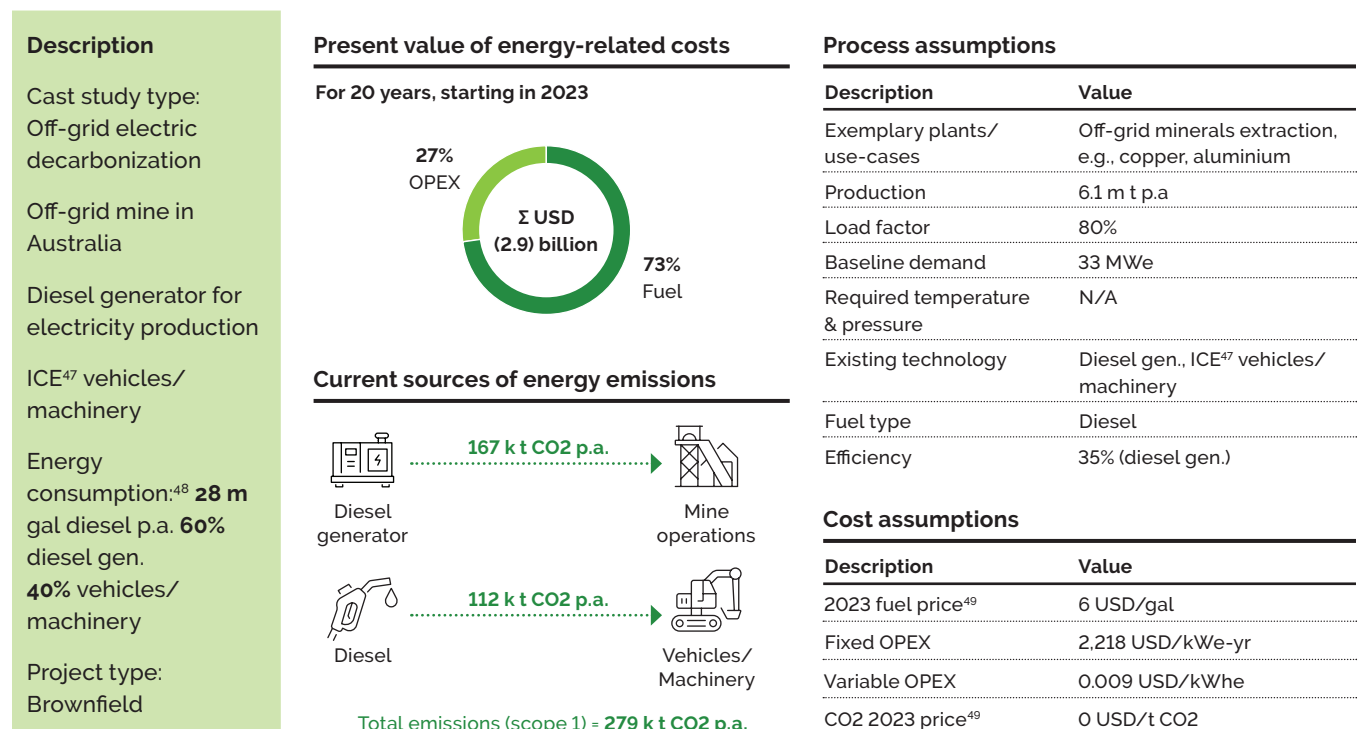 Description
Cast study type:
Off-grid electric
decarbonization
Off-grid mine in
Australia
Diesel generator for
electricity production
ICE⁴⁷ vehicles/
machinery
Energy
consumption:⁴⁸ 28 m
gal diesel p.a. 60%
diesel gen.
40% vehicles/
machinery
Project type:
Brownfield
Present value of energy-related costs
For 20 years, starting in 2023
27%
OPEX
Σ USD
(2.9) billion
73%
Fuel
Current sources of energy emissions
167 k t CO2 p.a.
Diesel
generator
Mine
operations
112 k t CO2 p.a.
Diesel
Vehicles/
Machinery
Total emissions (scope 1) = 279 k t CO2 p.a.
Process assumptions
Description Value
Exemplary plants/ Off-grid minerals extraction,
use-cases e.g., copper, aluminium
Production 6.1 m t p.a
Load factor 80%
Baseline demand 33 MWe
Required temperature N/A
& pressure
Existing technology Diesel gen., ICE⁴⁷ vehicles/
machinery
Fuel type Diesel
Efficiency 35% (diesel gen.)
Cost assumptions
Description Value
2023 fuel price⁴⁹ 6 USD/gal
Fixed OPEX 2,218 USD/kWe-yr
Variable OPEX 0.009 USD/kWhe
CO2 2023 price⁴⁹ 0 USD/t CO2